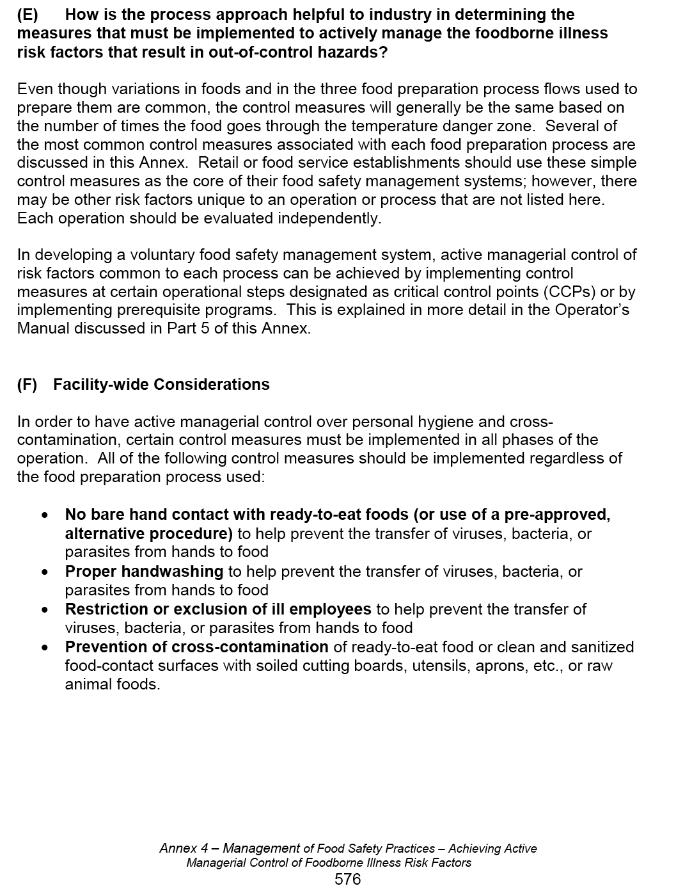 (E) How is the process approach helpful to industry in determining the
measures that must be implemented to actively manage the foodborne illness
risk factors that result in out-of-control hazards?
Even though variations in foods and in the three food preparation process flows used to
prepare them are common, the control measures will generally be the same based on
the number of times the food goes through the temperature danger zone. Several of
the most common control measures associated with each food preparation process are
discussed in this Annex. Retail or food service establishments should use these simple
control measures as the core of their food safety management systems; however, there
may be other risk factors unique to an operation or process that are not listed here.
Each operation should be evaluated independently.
In developing a voluntary food safety management system, active managerial control of
risk factors common to each process can be achieved by implementing control
measures at certain operational steps designated as critical control points (CCPs) or by
implementing prerequisite programs. This is explained in more detail in the Operator's
Manual discussed in Part 5 of this Annex.
(F) Facility-wide Considerations
In order to have active managerial control over personal hygiene and cross-
contamination, certain control measures must be implemented in all phases of the
operation. All of the following control measures should be implemented regardless of
the food preparation process used:
• No bare hand contact with ready-to-eat foods (or use of a pre-approved,
alternative procedure) to help prevent the transfer of viruses, bacteria, or
parasites from hands to food
• Proper handwashing to help prevent the transfer of viruses, bacteria, or
parasites from hands to food
• Restriction or exclusion of ill employees to help prevent the transfer of
viruses, bacteria, or parasites from hands to food
• Prevention of cross-contamination of ready-to-eat food or clean and sanitized
food-contact surfaces with soiled cutting boards, utensils, aprons, etc., or raw
animal foods.
Annex 4 – Management of Food Safety Practices – Achieving Active
Managerial Control of Foodborne Illness Risk Factors
576